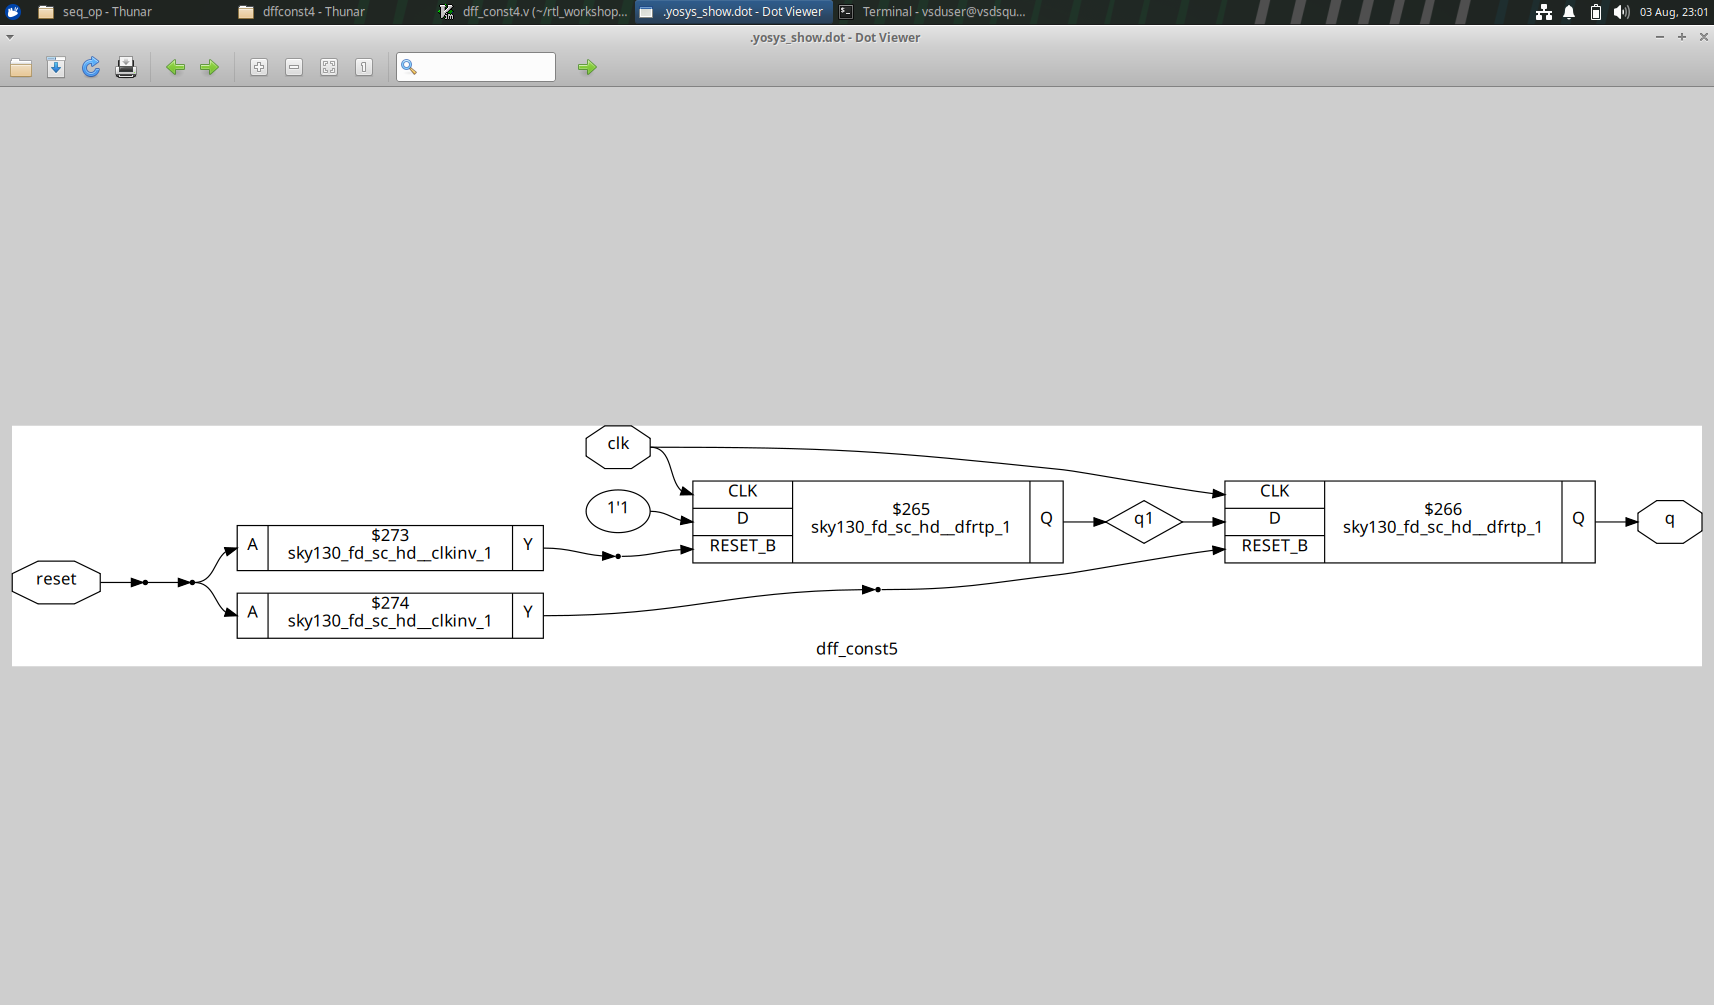 seq_op - Thunar
dffconst4 - Thunar
dff_const4.v (~/rtl_workshop...
.yosys_show.dot - Dot Viewer
Terminal - vsduser@vsdsqu...
03 Aug, 23:01
.yosys_show.dot - Dot Viewer
clk
1'1
CLK
D
RESET_B
$265
sky130_fd_sc_hd__dfrtp_1
Q
q1
CLK
D
RESET_B
$266
sky130_fd_sc_hd__dfrtp_1
Q
q
reset
A
$273
sky130_fd_sc_hd__clkinv_1
Y
A
$274
sky130_fd_sc_hd__clkinv_1
Y
dff_const5